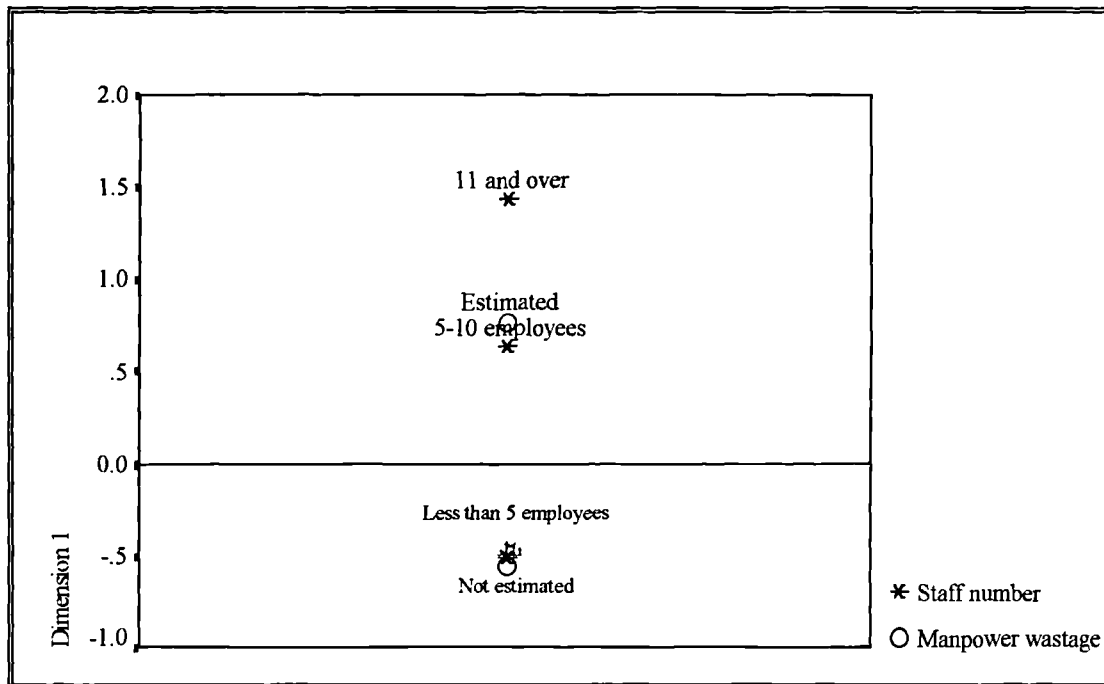 2.0
11 and over
1.5
1.0
Estimated
5-10 employees
.5
0.0
Less than 5 employees
-.5
Not estimated
-1.0
Dimension 1
Staff number
Manpower wastage